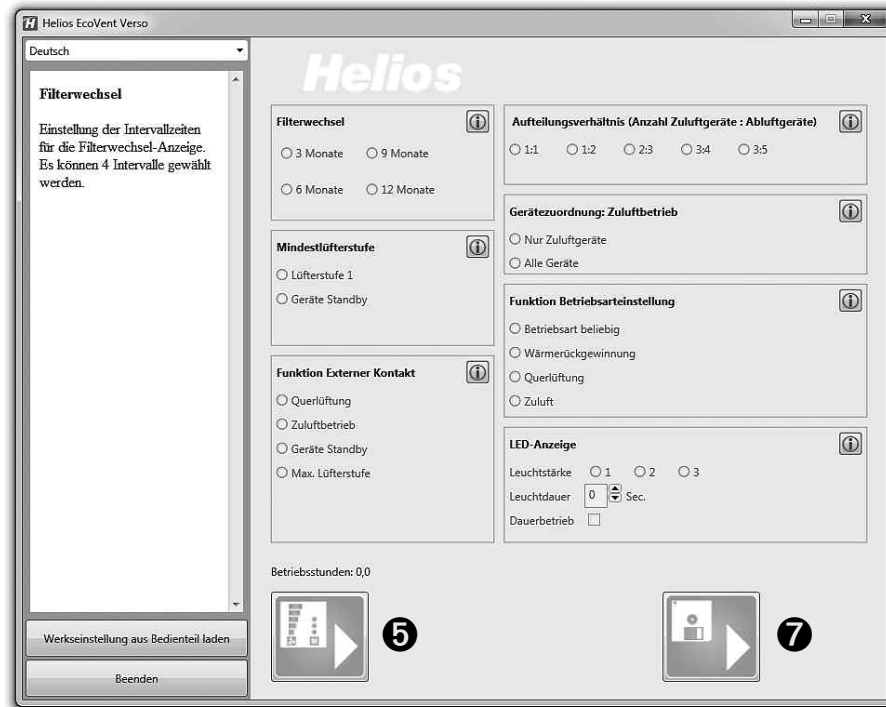 Helios EcoVent Verso
Deutsch
Filterwechsel
Einstellung der Intervallzeiten
für die Filterwechsel-Anzeige.
Es können 4 Intervalle gewählt
werden.
Werkseinstellung aus Bedienteil laden
Beenden
Helios
Filterwechsel
3 Monate 9 Monate
6 Monate 12 Monate
Mindestlüfterstufe
Lüfterstufe 1
Geräte Standby
Funktion Externer Kontakt
Querlüftung
Zuluftbetrieb
Geräte Standby
Max. Lüfterstufe
Aufteilungsverhältnis (Anzahl Zuluftgeräte : Abluftgeräte)
1:1 1:2 2:3 3:4 3:5
Gerätezuordnung: Zuluftbetrieb
Nur Zuluftgeräte
Alle Geräte
Funktion Betriebsarteinstellung
Betriebsart beliebig
Wärmerückgewinnung
Querlüftung
Zuluft
LED-Anzeige
Leuchtstärke 1 2 3
Leuchtdauer 0 Sec.
Dauerbetrieb
Betriebsstunden: 0,0
5
7